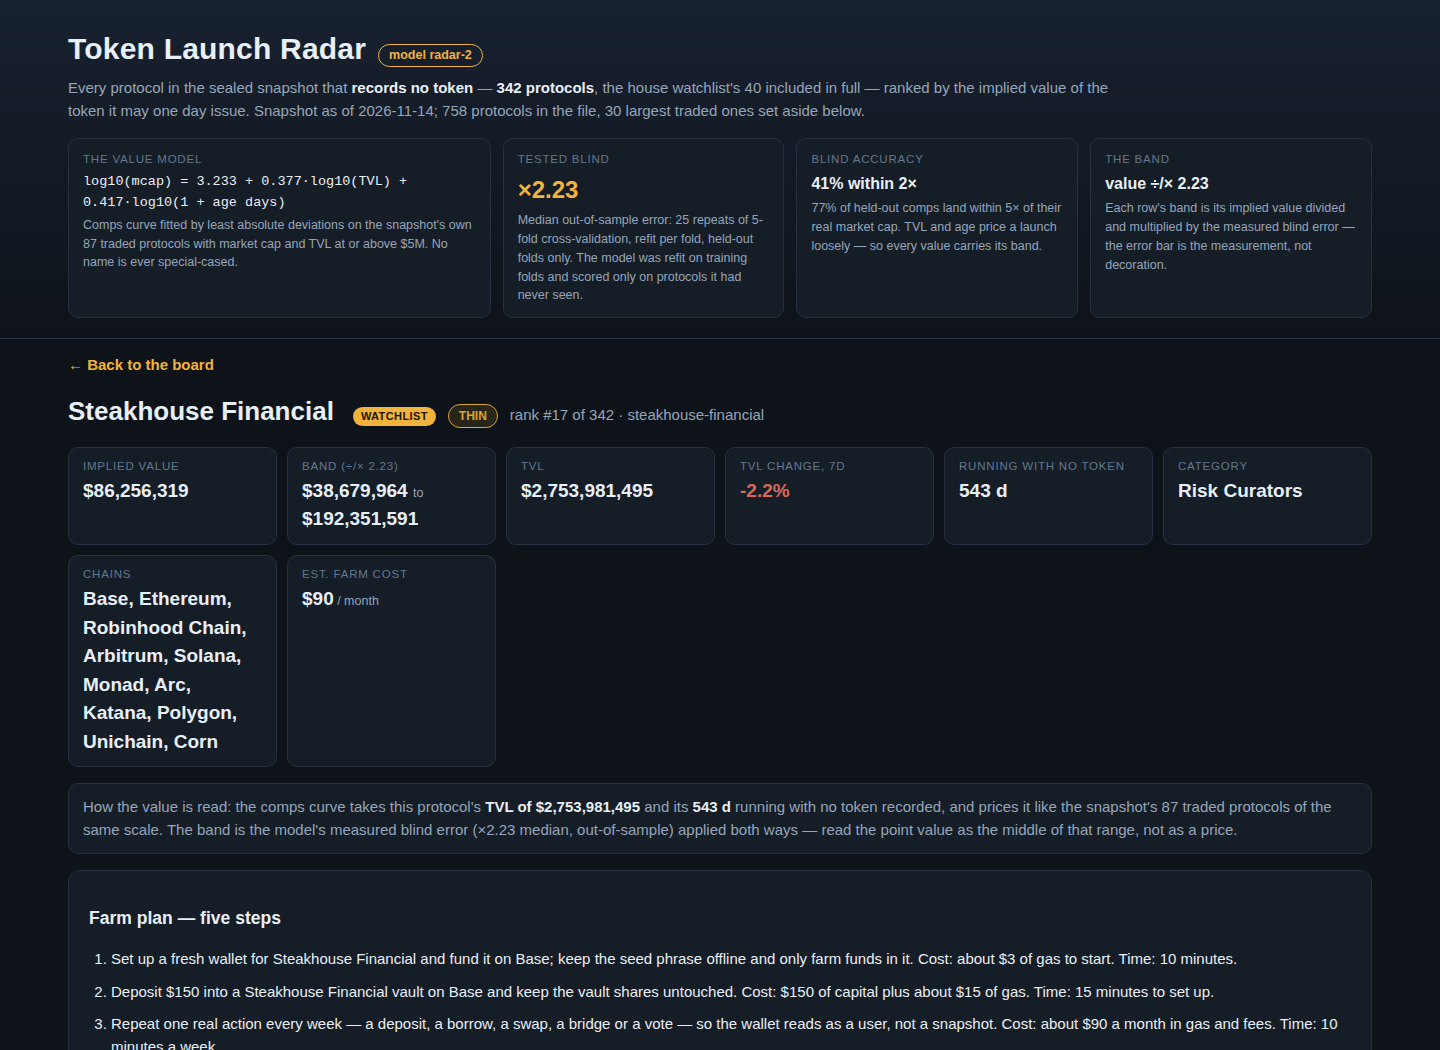 Token Launch Radar model radar-2
Every protocol in the sealed snapshot that records no token — 342 protocols, the house watchlist's 40 included in full — ranked by the implied value of the
token it may one day issue. Snapshot as of 2026-11-14; 758 protocols in the file, 30 largest traded ones set aside below.
THE VALUE MODEL
log10(mcap) = 3.233 + 0.377·log10(TVL) +
0.417·log10(1 + age days)
Comps curve fitted by least absolute deviations on the snapshot's own
87 traded protocols with market cap and TVL at or above $5M. No
name is ever special-cased.
TESTED BLIND
×2.23
Median out-of-sample error: 25 repeats of 5-
fold cross-validation, refit per fold, held-out
folds only. The model was refit on training
folds and scored only on protocols it had
never seen.
BLIND ACCURACY
41% within 2×
77% of held-out comps land within 5× of their
real market cap. TVL and age price a launch
loosely — so every value carries its band.
THE BAND
value ÷/× 2.23
Each row's band is its implied value divided
and multiplied by the measured blind error —
the error bar is the measurement, not
decoration.
← Back to the board
Steakhouse Financial WATCHLIST THIN rank #17 of 342 · steakhouse-financial
IMPLIED VALUE
$86,256,319
BAND (÷/× 2.23)
$38,679,964 to
$192,351,591
TVL
$2,753,981,495
TVL CHANGE, 7D
-2.2%
RUNNING WITH NO TOKEN
543 d
CATEGORY
Risk Curators
CHAINS
Base, Ethereum,
Robinhood Chain,
Arbitrum, Solana,
Monad, Arc,
Katana, Polygon,
Unichain, Corn
EST. FARM COST
$90 / month
How the value is read: the comps curve takes this protocol's TVL of $2,753,981,495 and its 543 d running with no token recorded, and prices it like the snapshot's 87 traded protocols of the
same scale. The band is the model's measured blind error (×2.23 median, out-of-sample) applied both ways — read the point value as the middle of that range, not as a price.
Farm plan — five steps
1. Set up a fresh wallet for Steakhouse Financial and fund it on Base; keep the seed phrase offline and only farm funds in it. Cost: about $3 of gas to start. Time: 10 minutes.
2. Deposit $150 into a Steakhouse Financial vault on Base and keep the vault shares untouched. Cost: $150 of capital plus about $15 of gas. Time: 15 minutes to set up.
3. Repeat one real action every week — a deposit, a borrow, a swap, a bridge or a vote — so the wallet reads as a user, not a snapshot. Cost: about $90 a month in gas and fees. Time: 10
minutes a week.